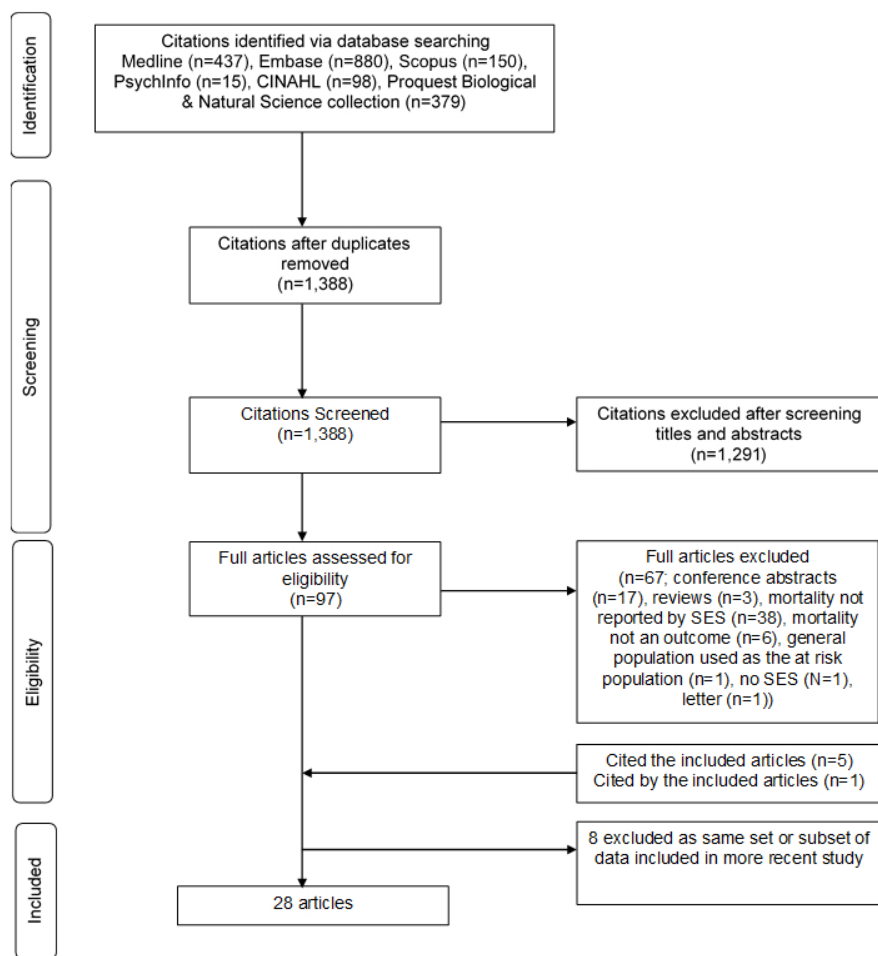 Identification
Citations identified via database searching
Medline (n=437), Embase (n=880), Scopus (n=150),
PsychInfo (n=15), CINAHL (n=98), Proquest Biological
& Natural Science collection (n=379)
Screening
Citations after duplicates
removed
(n=1,388)
Citations Screened
(n=1,388)
Citations excluded after screening
titles and abstracts
(n=1,291)
Eligibility
Full articles assessed for
eligibility
(n=97)
Full articles excluded
(n=67; conference abstracts
(n=17), reviews (n=3), mortality not
reported by SES (n=38), mortality
not an outcome (n=6), general
population used as the at risk
population (n=1), no SES (N=1),
letter (n=1))
Cited the included articles (n=5)
Cited by the included articles (n=1)
Included
8 excluded as same set or subset of
data included in more recent study
28 articles